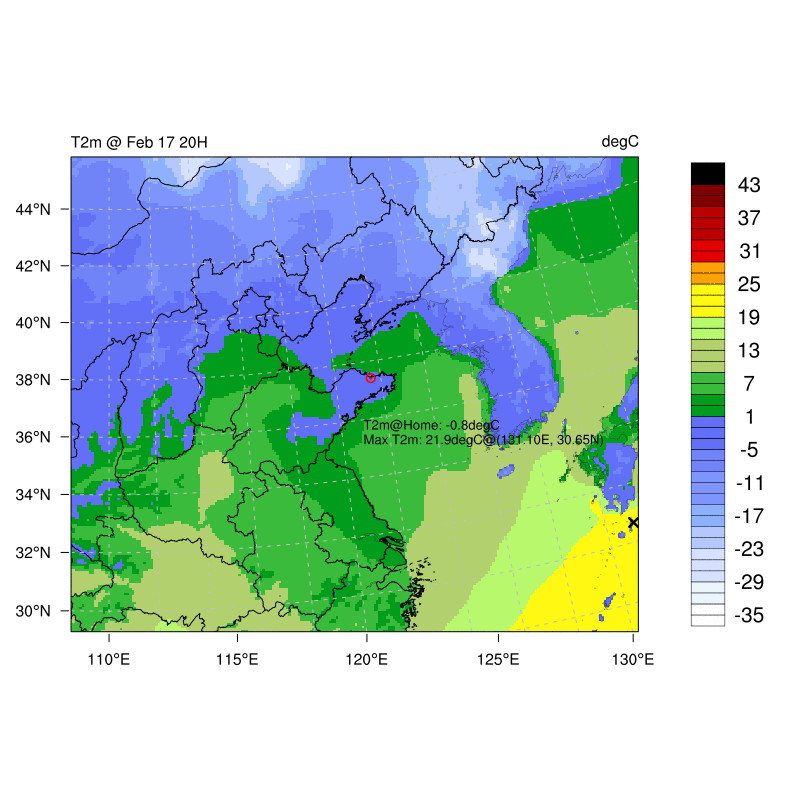 T2m @ Feb 17 20H
degC
44°N
42°N
40°N
38°N
36°N
34°N
32°N
30°N
110°E
115°E
120°E
125°E
130°E
T2m@Home: -0.8degC
Max T2m: 21.9degC@(131.10E, 30.65N)
43
37
31
25
19
13
7
1
-5
-11
-17
-23
-29
-35